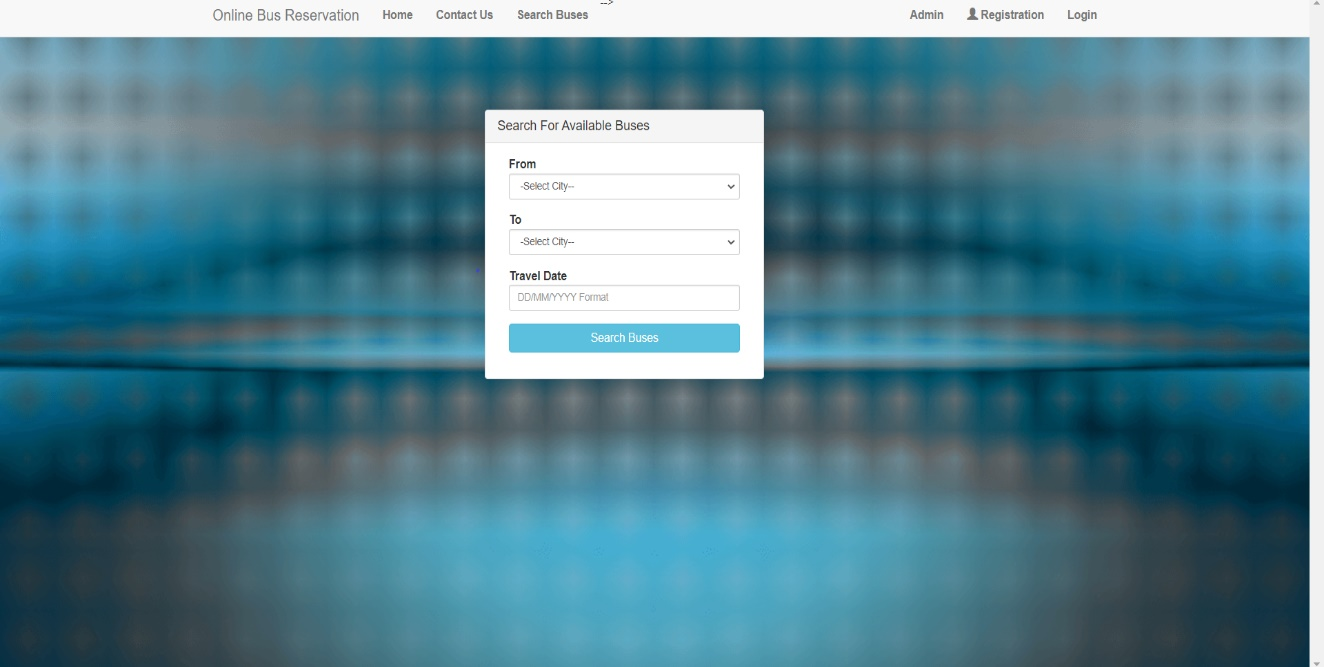 Online Bus Reservation Home Contact Us Search Buses --> Admin Registration Login
Search For Available Buses
From
-Select City--
To
-Select City--
Travel Date
DD/MM/YYYY Format
Search Buses